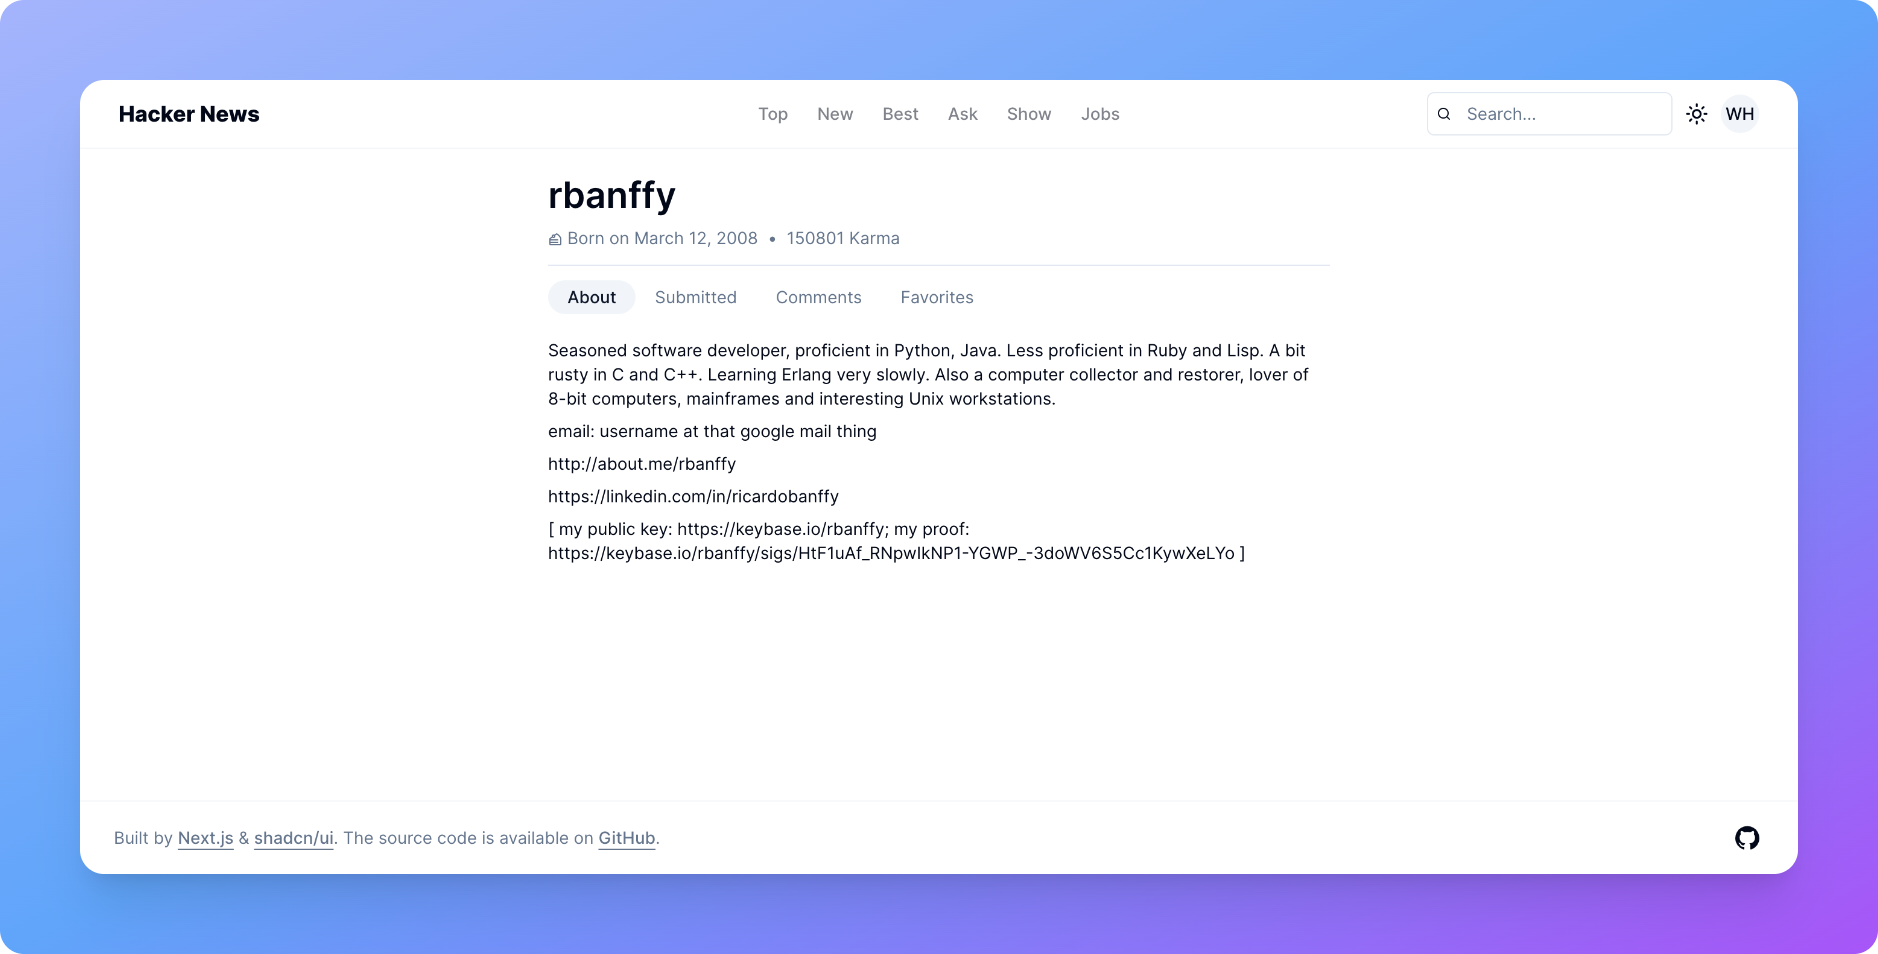 Hacker News
Top New Best Ask Show Jobs
Search...
WH
rbanffy
Born on March 12, 2008 • 150801 Karma
About Submitted Comments Favorites
Seasoned software developer, proficient in Python, Java. Less proficient in Ruby and Lisp. A bit
rusty in C and C++. Learning Erlang very slowly. Also a computer collector and restorer, lover of
8-bit computers, mainframes and interesting Unix workstations.
email: username at that google mail thing
http://about.me/rbanffy
https://linkedin.com/in/ricardobanffy
[ my public key: https://keybase.io/rbanffy; my proof:
https://keybase.io/rbanffy/sigs/HtF1uAf_RNpwIkNP1-YGWP_-3doWV6S5Cc1KywXeLYo ]
Built by Next.js & shadcn/ui. The source code is available on GitHub.